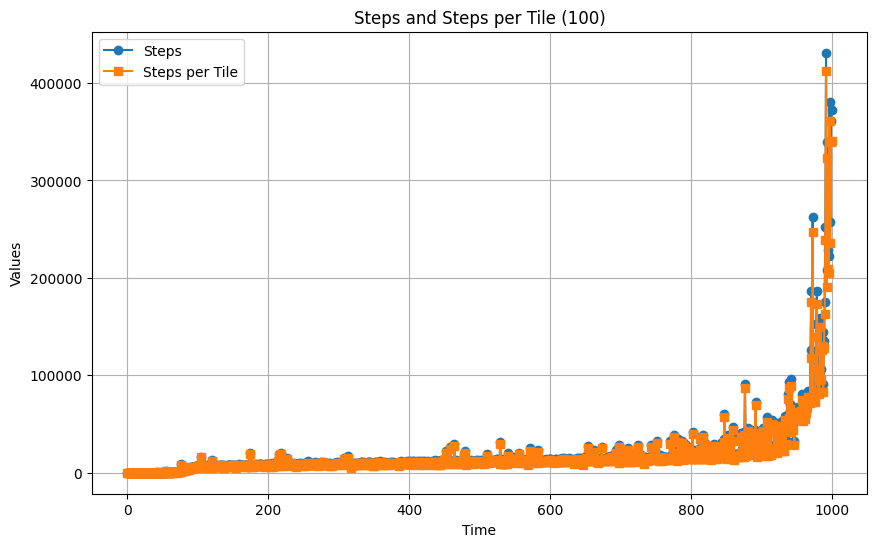 Steps and Steps per Tile (100)
Steps
Steps per Tile
400000
300000
200000
100000
0
Values
0 200 400 600 800 1000
Time